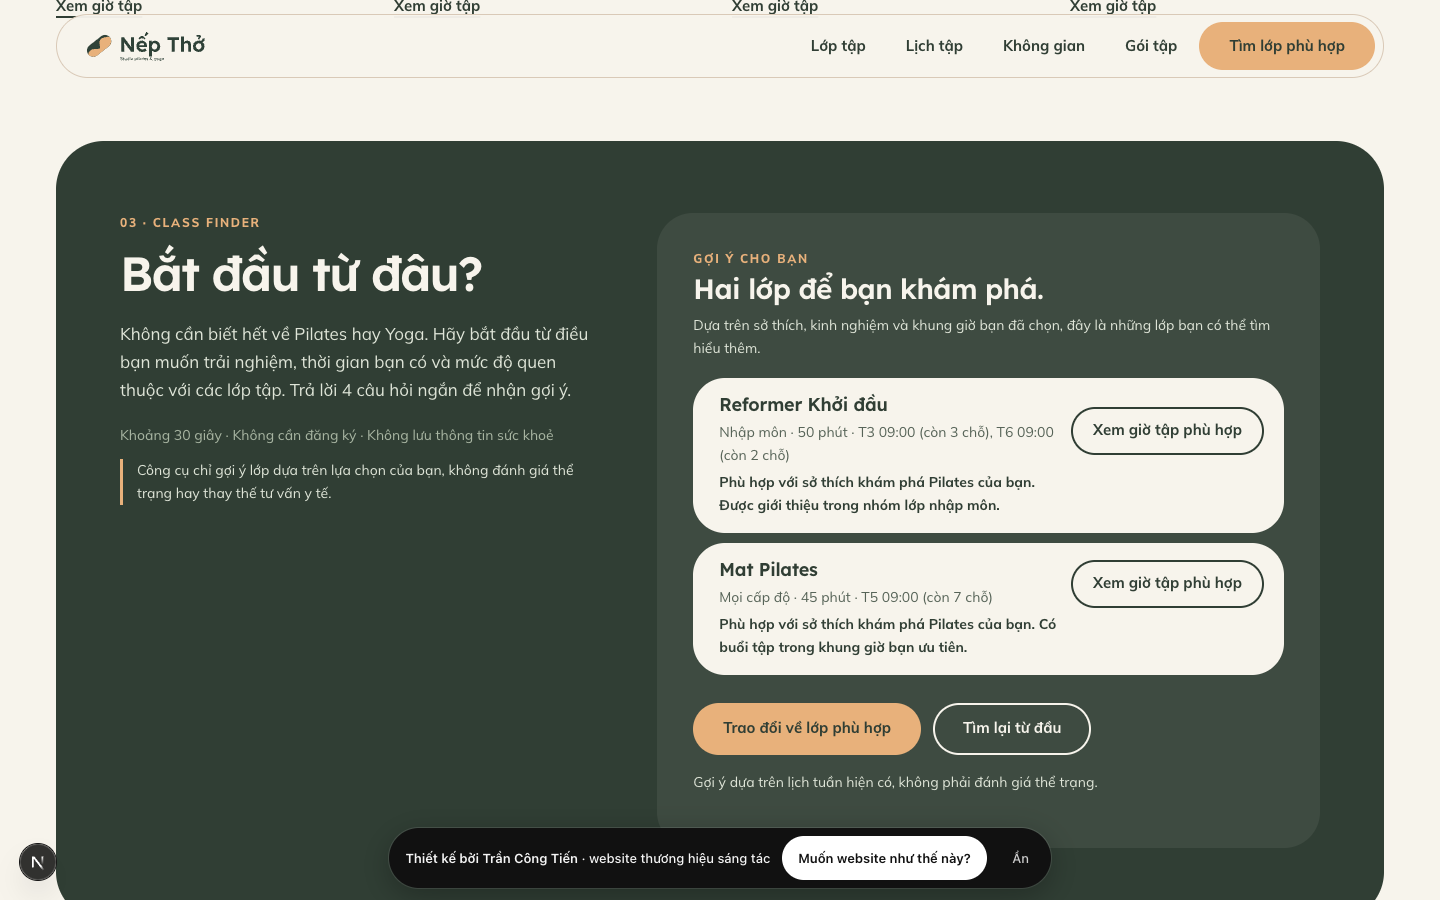 Xem giờ tập
Xem giờ tập
Xem giờ tập
Xem giờ tập
Nếp Thở
Studio pilates & yoga
Lớp tập
Lịch tập
Không gian
Gói tập
Tìm lớp phù hợp
03 · CLASS FINDER
Bắt đầu từ đâu?
Không cần biết hết về Pilates hay Yoga. Hãy bắt đầu từ điều
bạn muốn trải nghiệm, thời gian bạn có và mức độ quen
thuộc với các lớp tập. Trả lời 4 câu hỏi ngắn để nhận gợi ý.
Khoảng 30 giây · Không cần đăng ký · Không lưu thông tin sức khoẻ
Công cụ chỉ gợi ý lớp dựa trên lựa chọn của bạn, không đánh giá thể
trạng hay thay thế tư vấn y tế.
GỢI Ý CHO BẠN
Hai lớp để bạn khám phá.
Dựa trên sở thích, kinh nghiệm và khung giờ bạn đã chọn, đây là những lớp bạn có thể tìm
hiểu thêm.
Reformer Khởi đầu
Nhập môn · 50 phút · T3 09:00 (còn 3 chỗ), T6 09:00
(còn 2 chỗ)
Phù hợp với sở thích khám phá Pilates của bạn.
Được giới thiệu trong nhóm lớp nhập môn.
Xem giờ tập phù hợp
Mat Pilates
Mọi cấp độ · 45 phút · T5 09:00 (còn 7 chỗ)
Phù hợp với sở thích khám phá Pilates của bạn. Có
buổi tập trong khung giờ bạn ưu tiên.
Xem giờ tập phù hợp
Trao đổi về lớp phù hợp
Tìm lại từ đầu
Gợi ý dựa trên lịch tuần hiện có, không phải đánh giá thể trạng.
N
Thiết kế bởi Trần Công Tiến · website thương hiệu sáng tác
Muốn website như thế này?
Ẩn